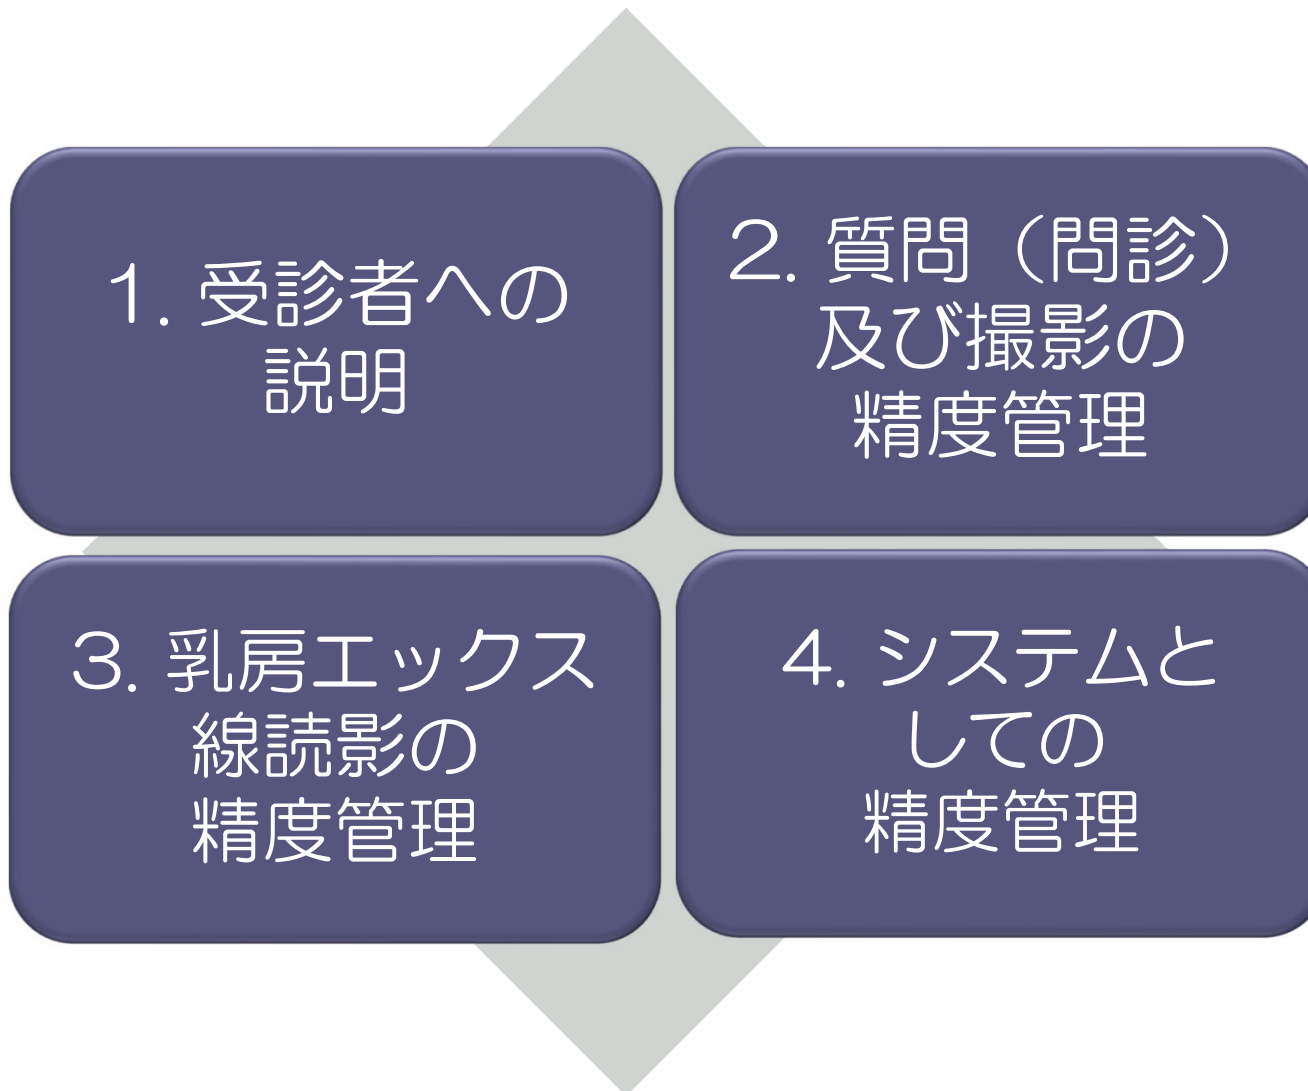 1. 受診者への
説明
2. 質問（問診）
及び撮影の
精度管理
3. 乳房エックス
線読影の
精度管理
4. システムと
しての
精度管理